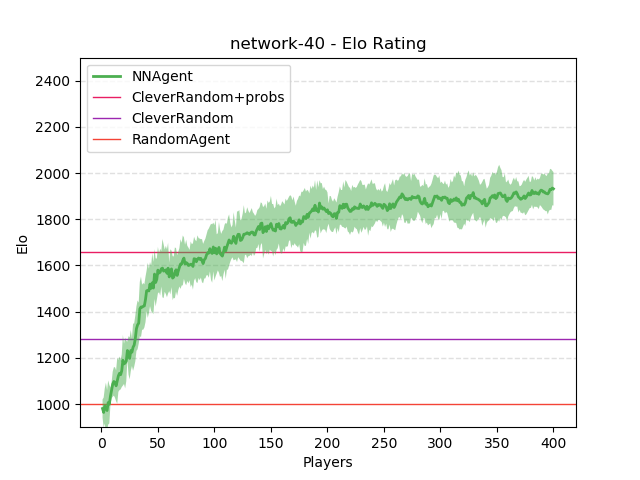 network-40 - Elo Rating
NNAgent
CleverRandom+probs
CleverRandom
RandomAgent
2400
2200
2000
1800
1600
1400
1200
1000
Elo
0 50 100 150 200 250 300 350 400
Players